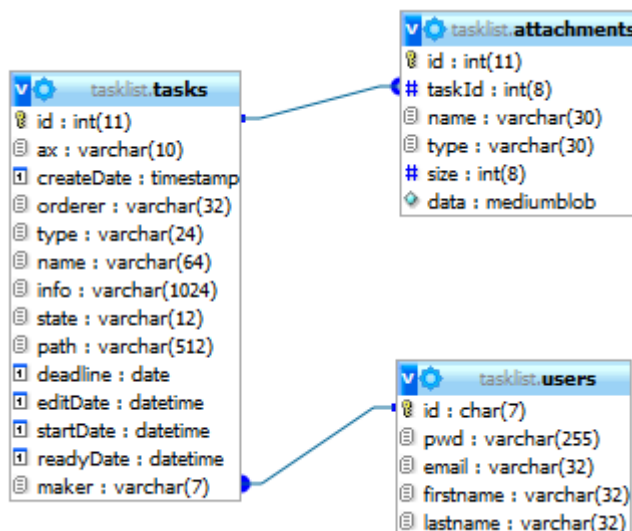 tasklist.tasks
id : int(11)
ax : varchar(10)
createDate : timestamp
orderer : varchar(32)
type : varchar(24)
name : varchar(64)
info : varchar(1024)
state : varchar(12)
path : varchar(512)
deadline : date
editDate : datetime
startDate : datetime
readyDate : datetime
maker : varchar(7)
tasklist.attachments
id : int(11)
# taskId : int(8)
name : varchar(30)
type : varchar(30)
# size : int(8)
data : mediumblob
tasklist.users
id : char(7)
pwd : varchar(255)
email : varchar(32)
firstname : varchar(32)
lastname : varchar(32)